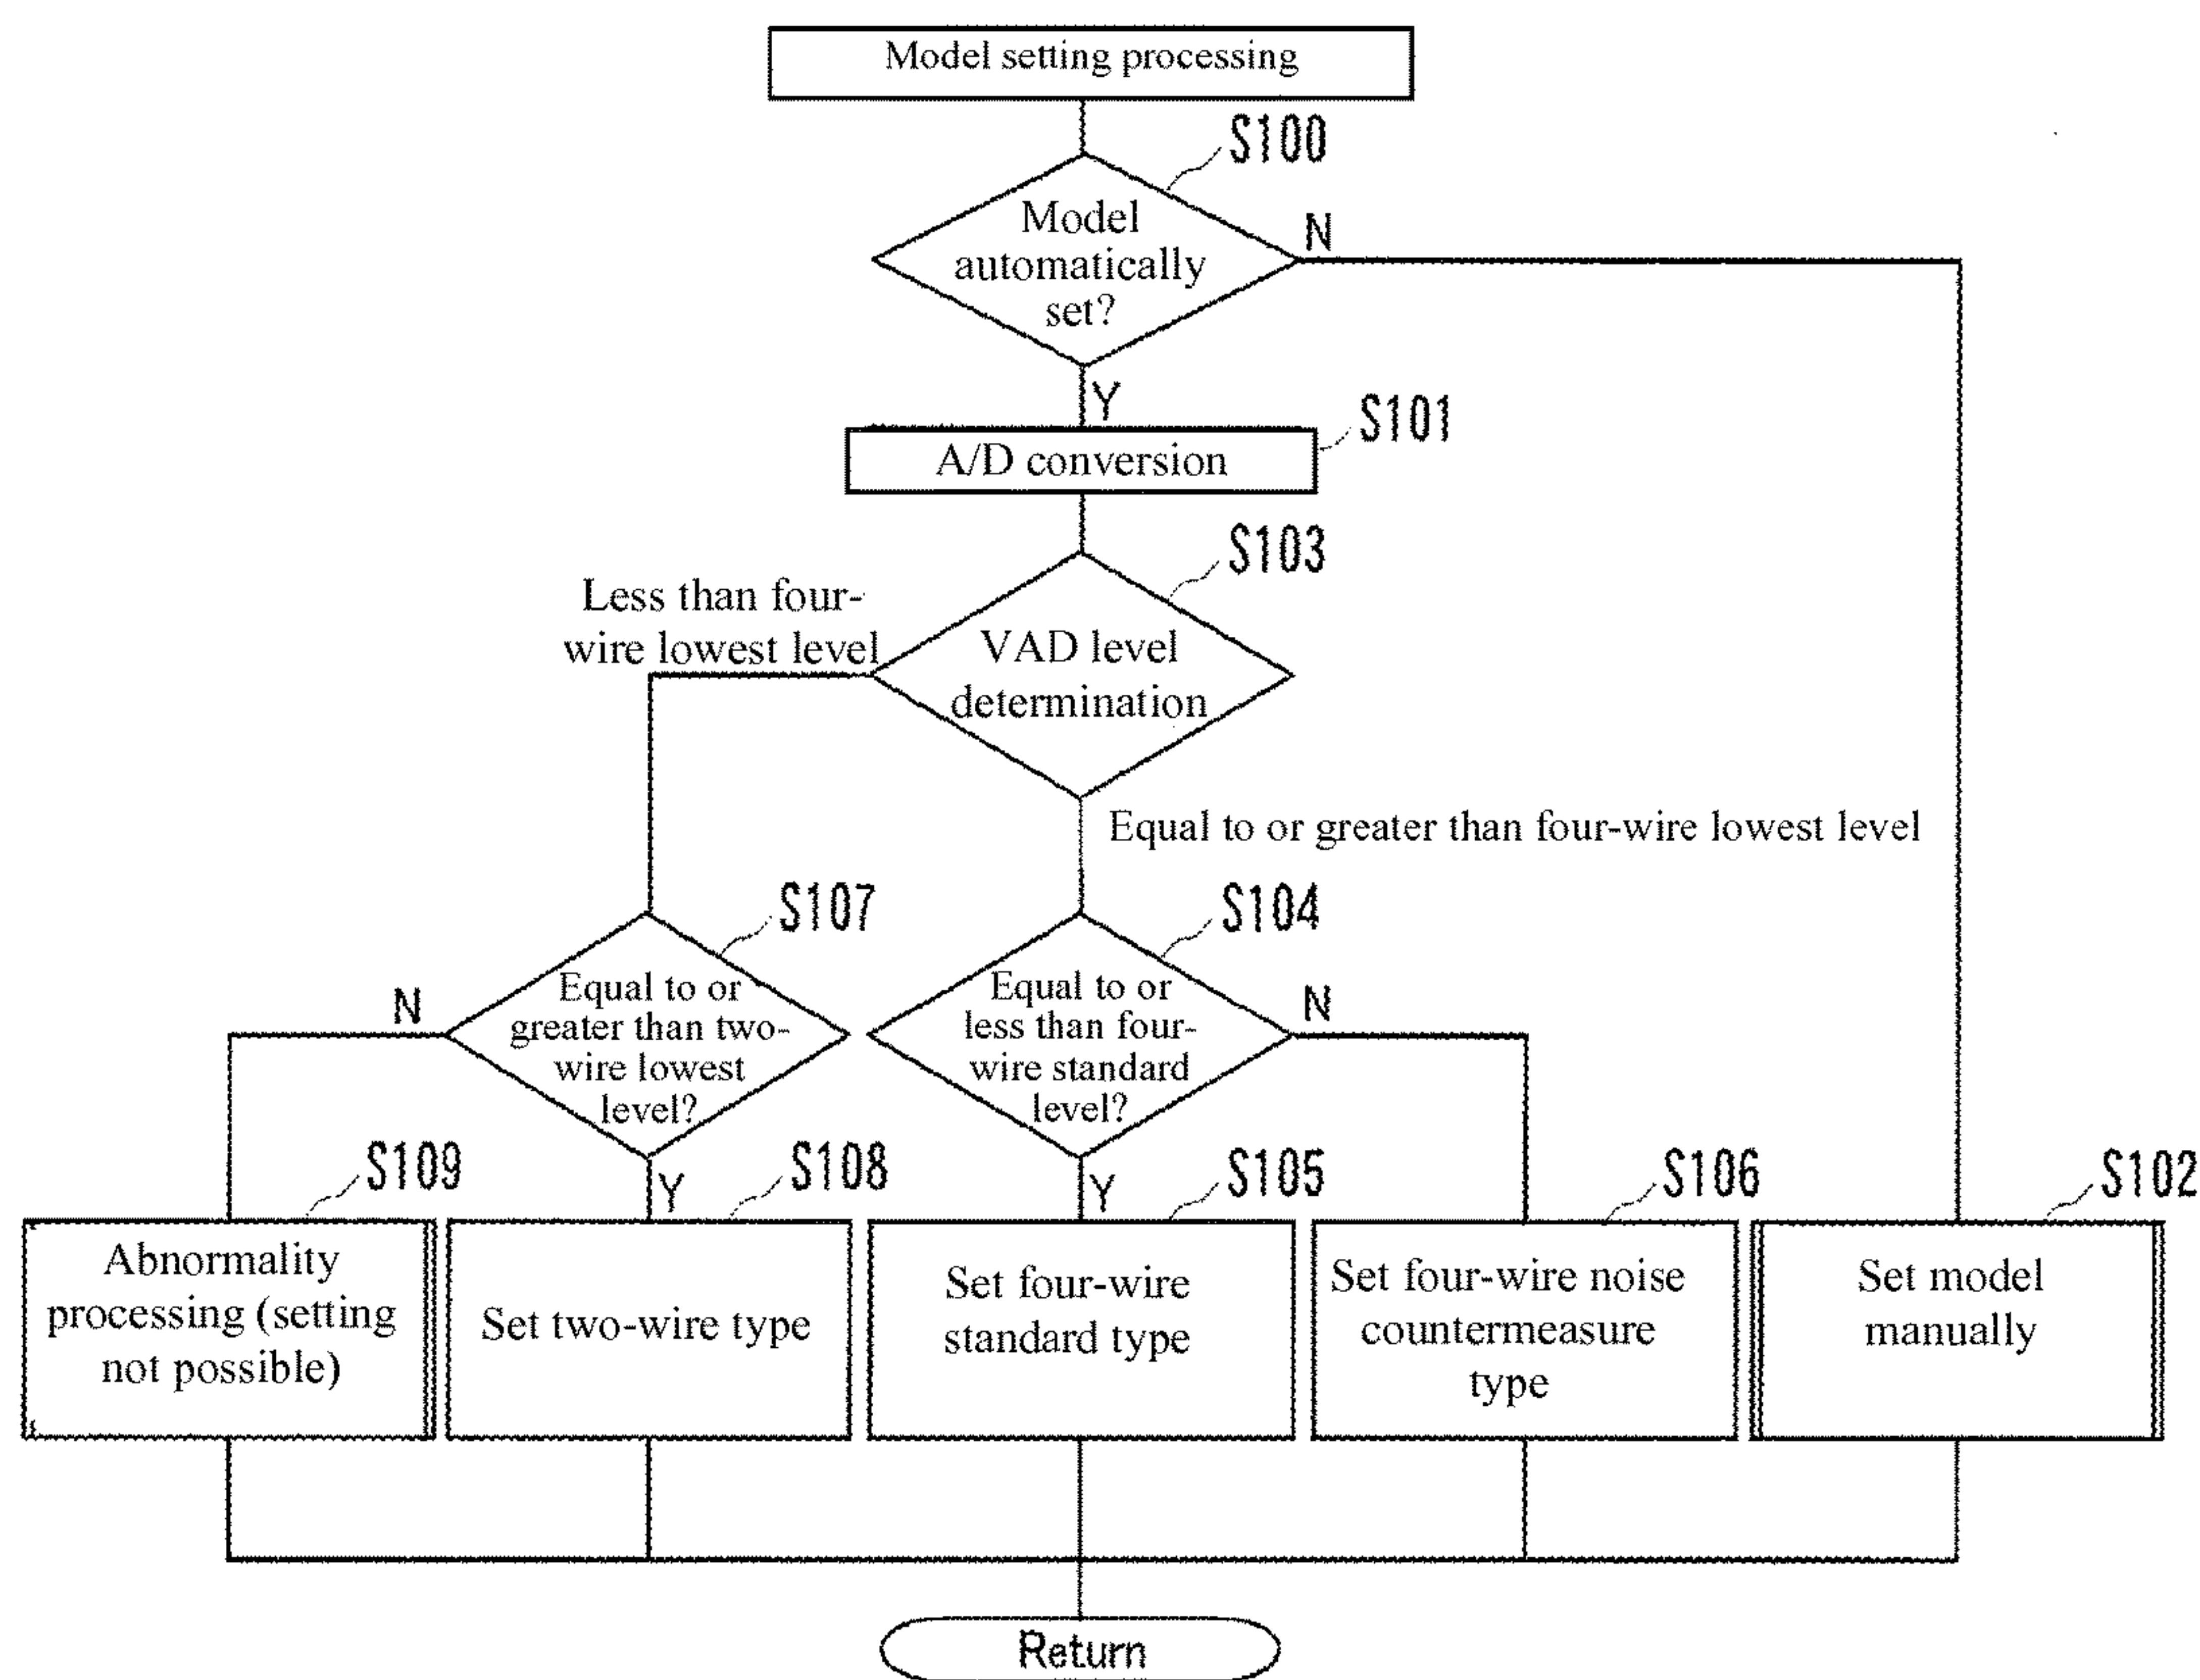 Model setting processing
S100
Model
automatically
set?
N
Y
S101
A/D conversion
S103
Less than four-
wire lowest level
VAD level
determination
Equal to or greater than four-wire lowest level
S107
S104
N
Equal to or
greater than two-
wire lowest
level?
Equal to or
less than four-
wire standard
level?
N
S109
Y
S108
Y
S105
S106
S102
Abnormality
processing (setting
not possible)
Set two-wire type
Set four-wire
standard type
Set four-wire noise
countermeasure
type
Set model
manually
Return